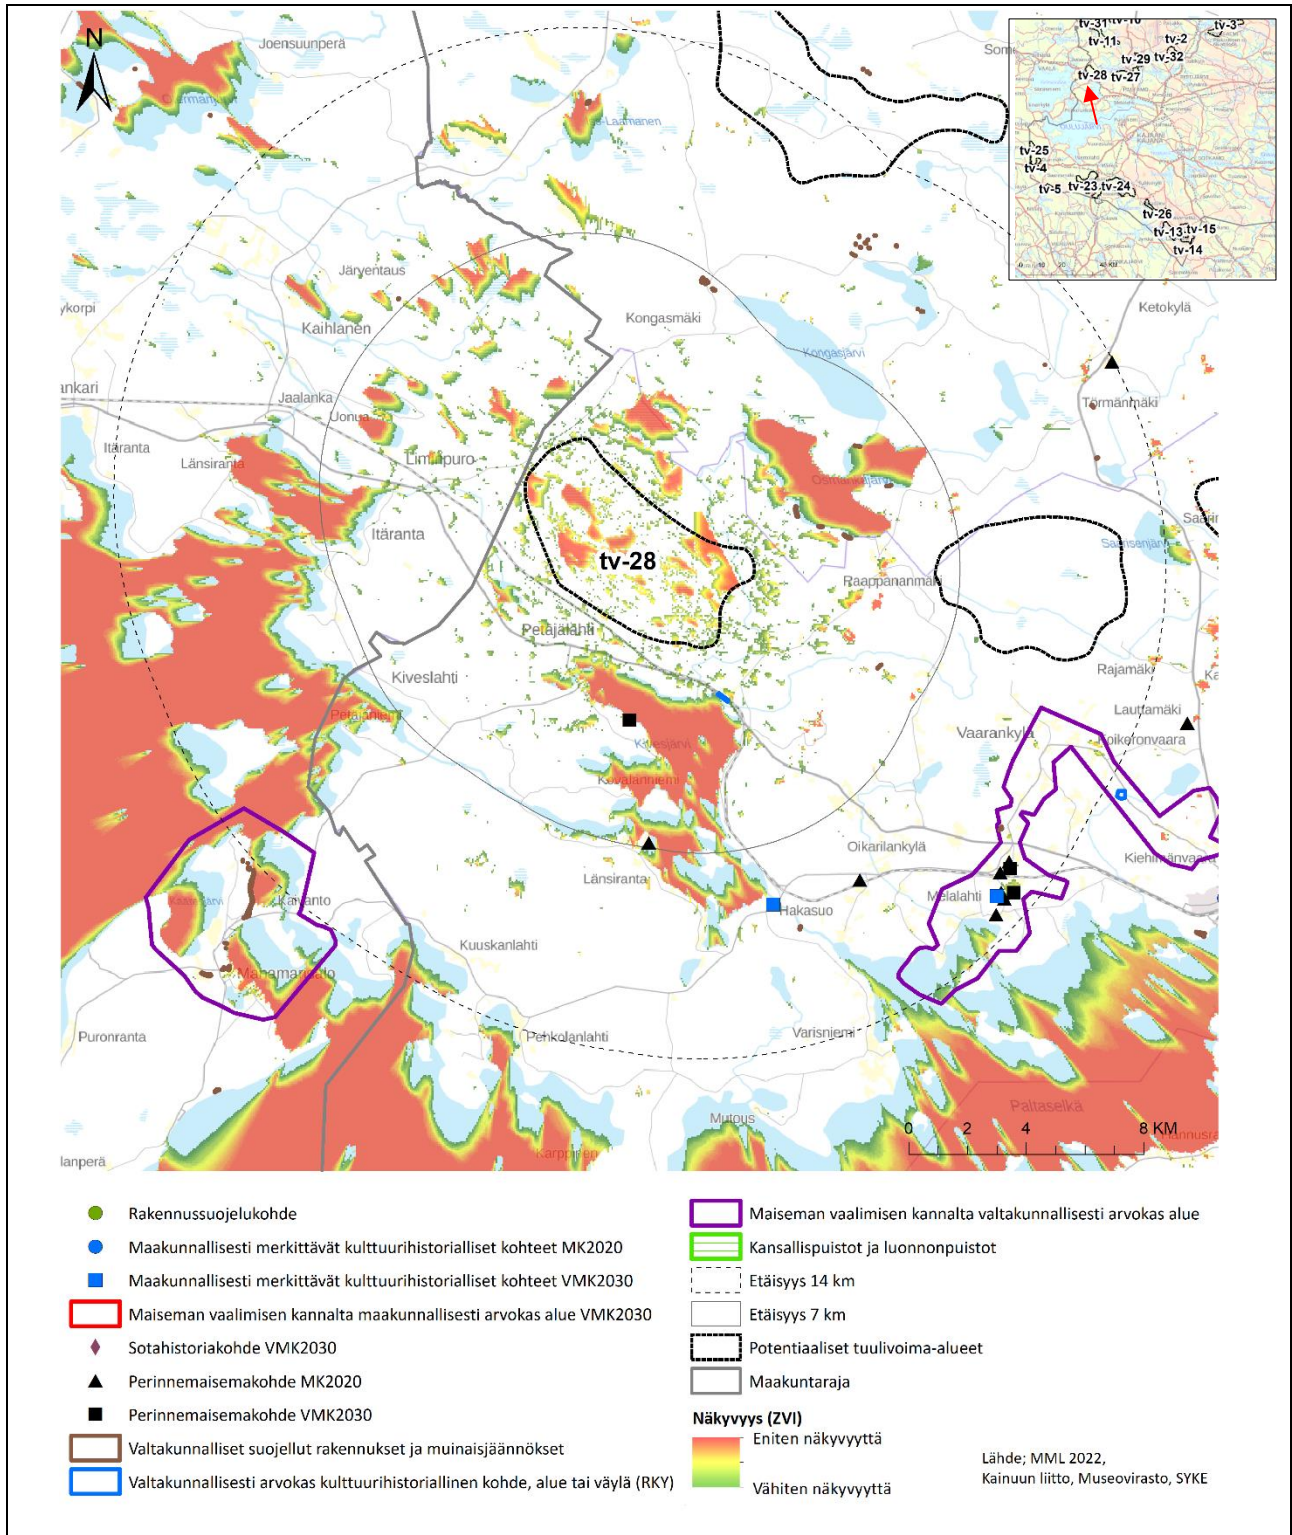 N
Joensuunperä
tv-28
Järventaus
Kaihlanen
Kongasmäki
Kongasjärvi
Ketokylä
Törmänmäki
Jaalanka
Uonua
Itäranta
Länsiranta
Liminpuro
Itäranta
Raappananmäki
Petäjälahti
Kiveslahti
Rajamäki
Lauttamäki
Vaarankylä
Kivesjärvi
Oikarilankylä
Kiehimänvaara
Länsiranta
Melalahti
Hakasuo
Kaivanto
Kuuskanlahti
Manamansalo
Puronranta
Penkolanlahti
Varisniemi
Mutous
Paltaselkä
Karppinen
0 2 4 8 KM
tv-11
tv-2
tv-3
tv-29
tv-32
tv-28
tv-27
tv-25
tv-4
tv-5
tv-23
tv-24
tv-26
tv-13
tv-15
tv-14
Rakennussuojelukohde
Maakunnallisesti merkittävät kulttuurihistorialliset kohteet MK2020
Maakunnallisesti merkittävät kulttuurihistorialliset kohteet VMK2030
Maiseman vaalimisen kannalta maakunnallisesti arvokas alue VMK2030
Sotahistoriakohde VMK2030
Perinnemaisemakohde MK2020
Perinnemaisemakohde VMK2030
Valtakunnalliset suojellut rakennukset ja muinaisjäännökset
Valtakunnallisesti arvokas kulttuurihistoriallinen kohde, alue tai väylä (RKY)
Maiseman vaalimisen kannalta valtakunnallisesti arvokas alue
Kansallispuistot ja luonnonpuistot
Etäisyys 14 km
Etäisyys 7 km
Potentiaaliset tuulivoima-alueet
Maakuntaraja
Näkyvyys (ZVI)
Eniten näkyvyyttä
Vähiten näkyvyyttä
Lähde; MML 2022,
Kainuun liitto, Museovirasto, SYKE